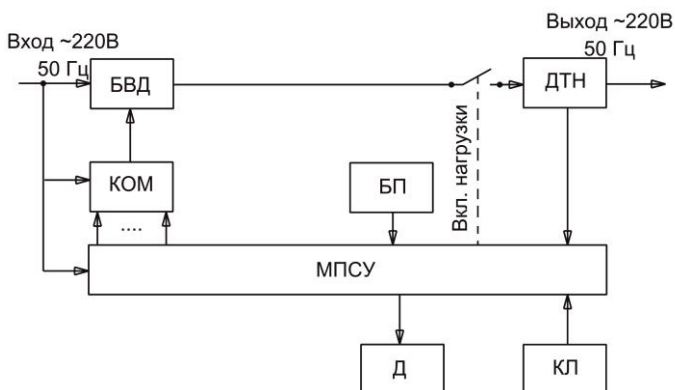 Вход ~220В
50 Гц
Выход ~220В
50 Гц
БВД
ДТН
КОМ
БП
Вкл. нагрузки
....
МПСУ
Д
КЛ